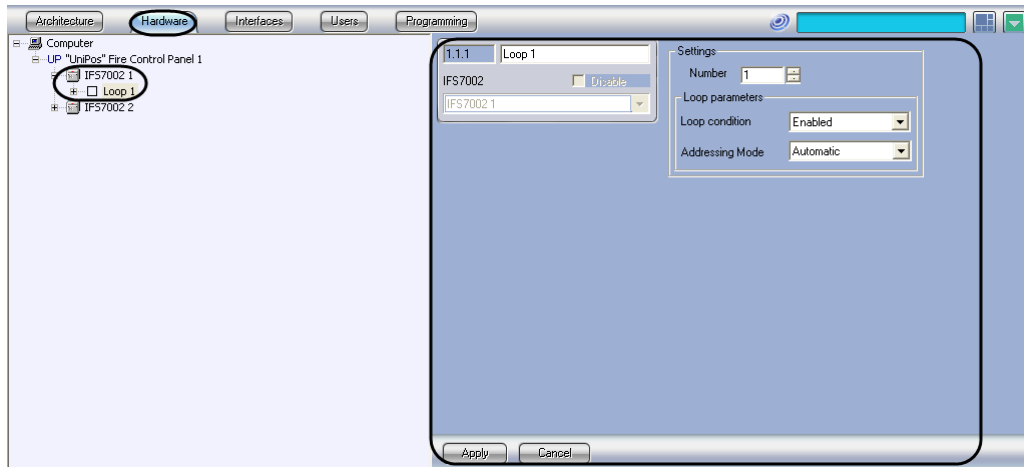 Architecture Hardware Interfaces Users Programming
Computer
UP "UniPos" Fire Control Panel 1
IFS7002 1
Loop 1
IFS7002 2
1.1.1 Loop 1
IFS7002 Disable
IFS7002 1
Settings
Number 1
Loop parameters
Loop condition Enabled
Addressing Mode Automatic
Apply Cancel